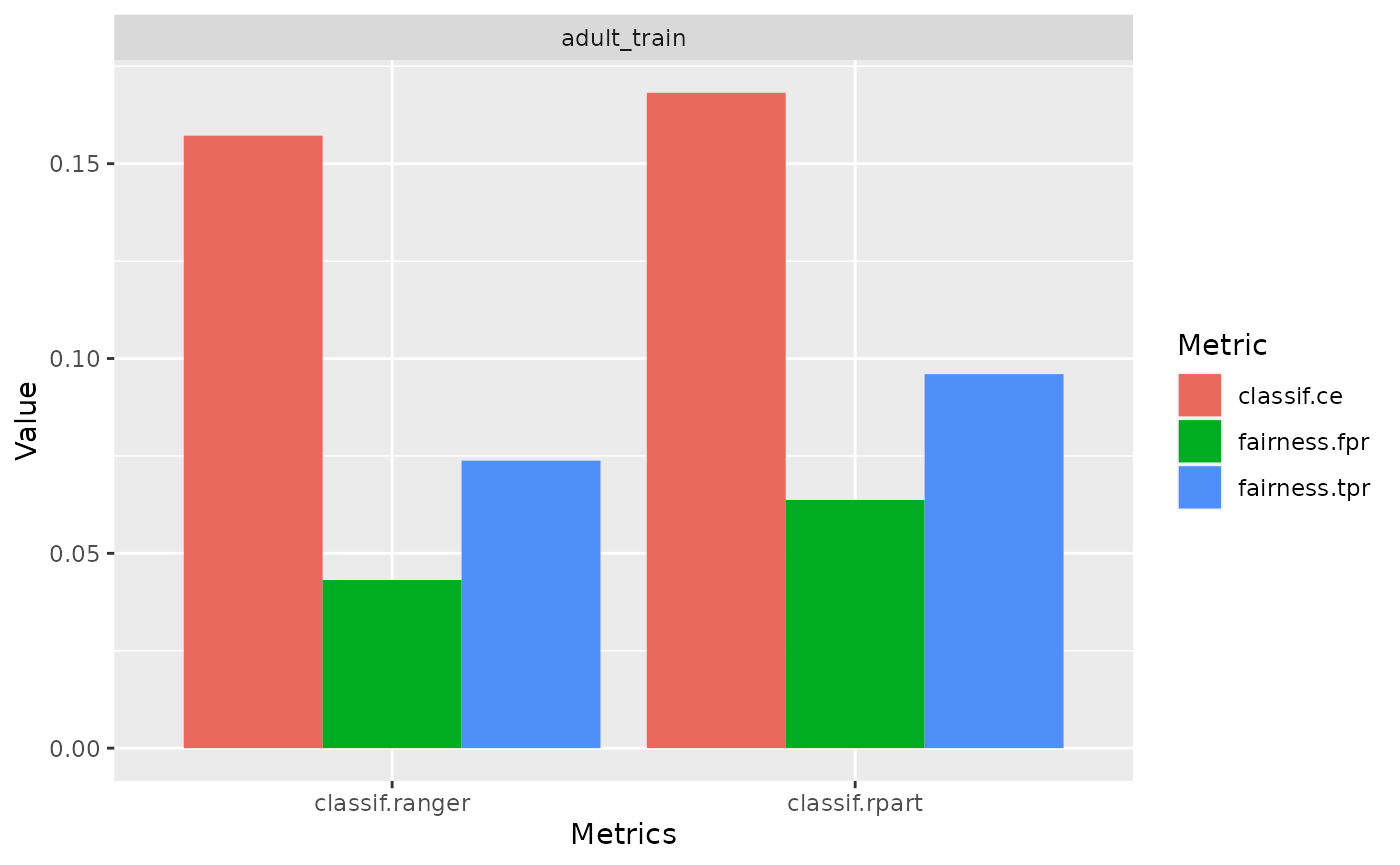 adult_train
0.15
0.10
0.05
0.00
Value
classif.ranger
classif.rpart
Metrics
Metric
classif.ce
fairness.fpr
fairness.tpr